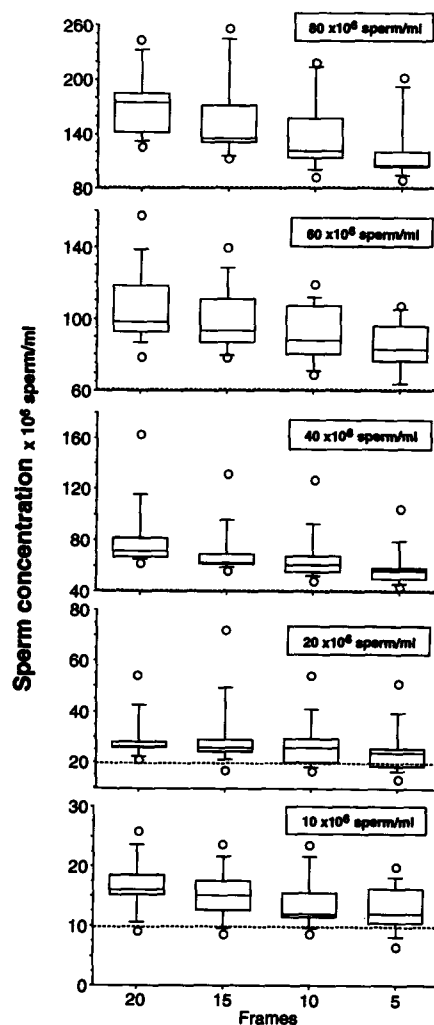 80 x10⁶ sperm/ml
260
200
140
80
60 x10⁶ sperm/ml
140
100
60
40 x10⁶ sperm/ml
160
120
80
40
20 x10⁶ sperm/ml
80
60
40
20
10 x10⁶ sperm/ml
30
20
15
10
0
20 15 10 5
Frames
Sperm concentration x 10⁶ sperm/ml